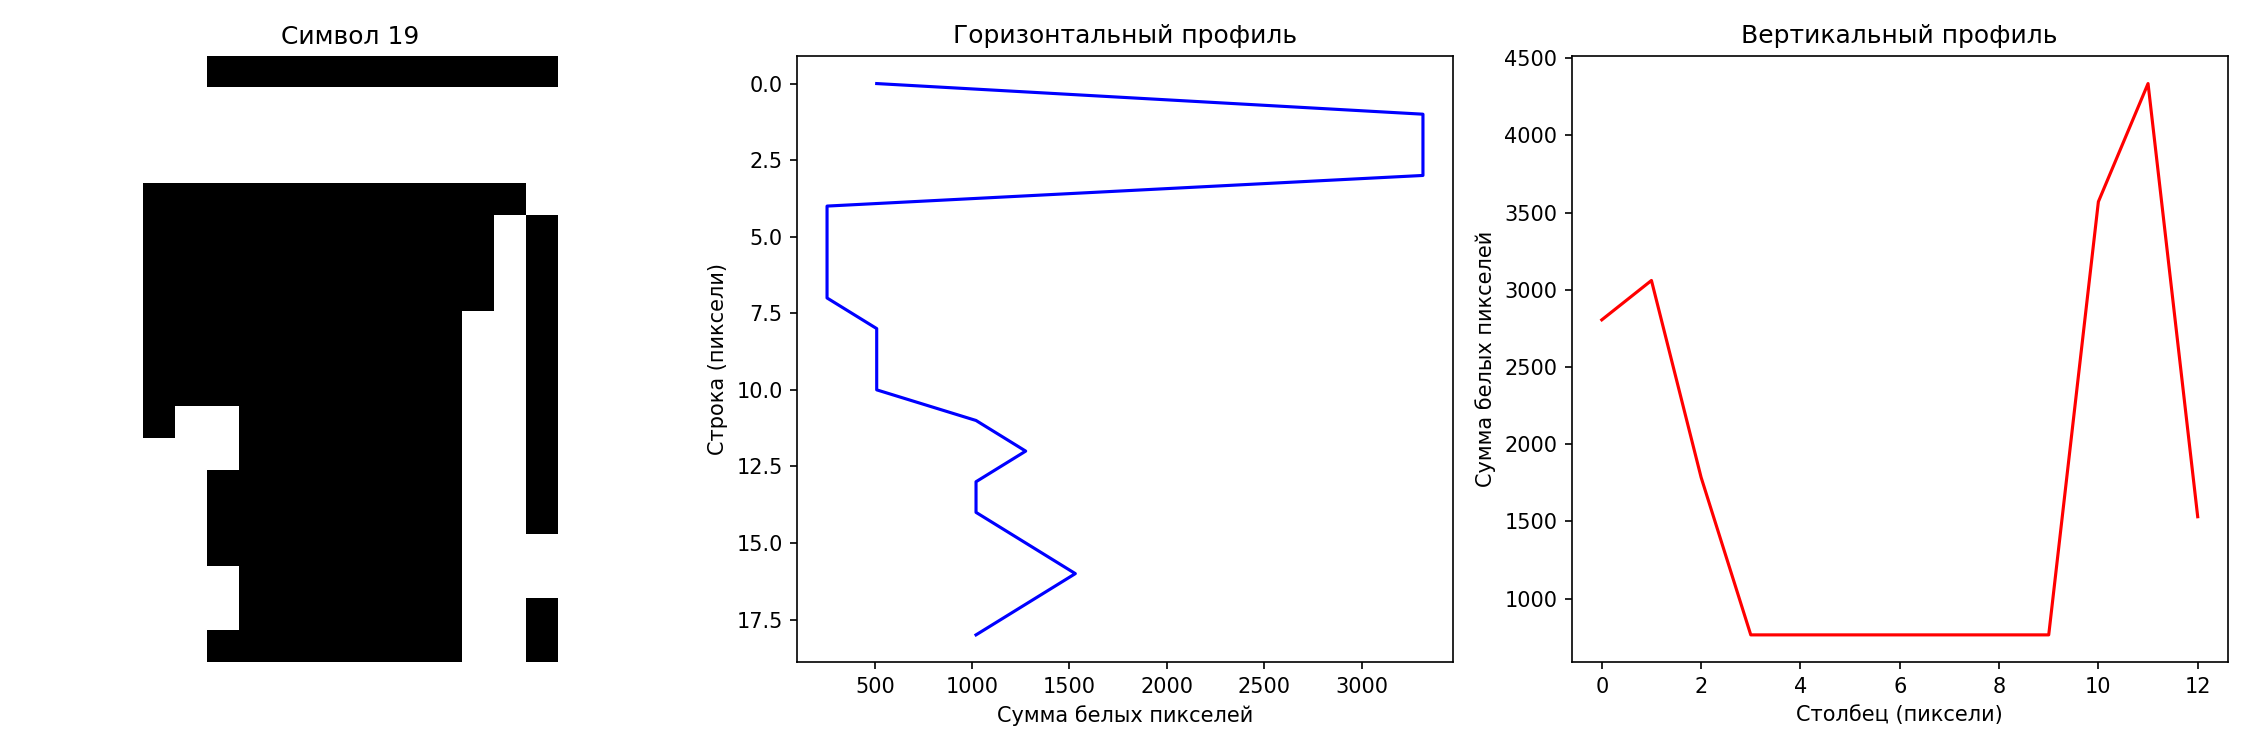 Символ 19
Горизонтальный профиль
0.0
2.5
5.0
7.5
10.0
12.5
15.0
17.5
Строка (пиксели)
500 1000 1500 2000 2500 3000
Сумма белых пикселей
Вертикальный профиль
4500
4000
3500
3000
2500
2000
1500
1000
Сумма белых пикселей
0 2 4 6 8 10 12
Столбец (пиксели)